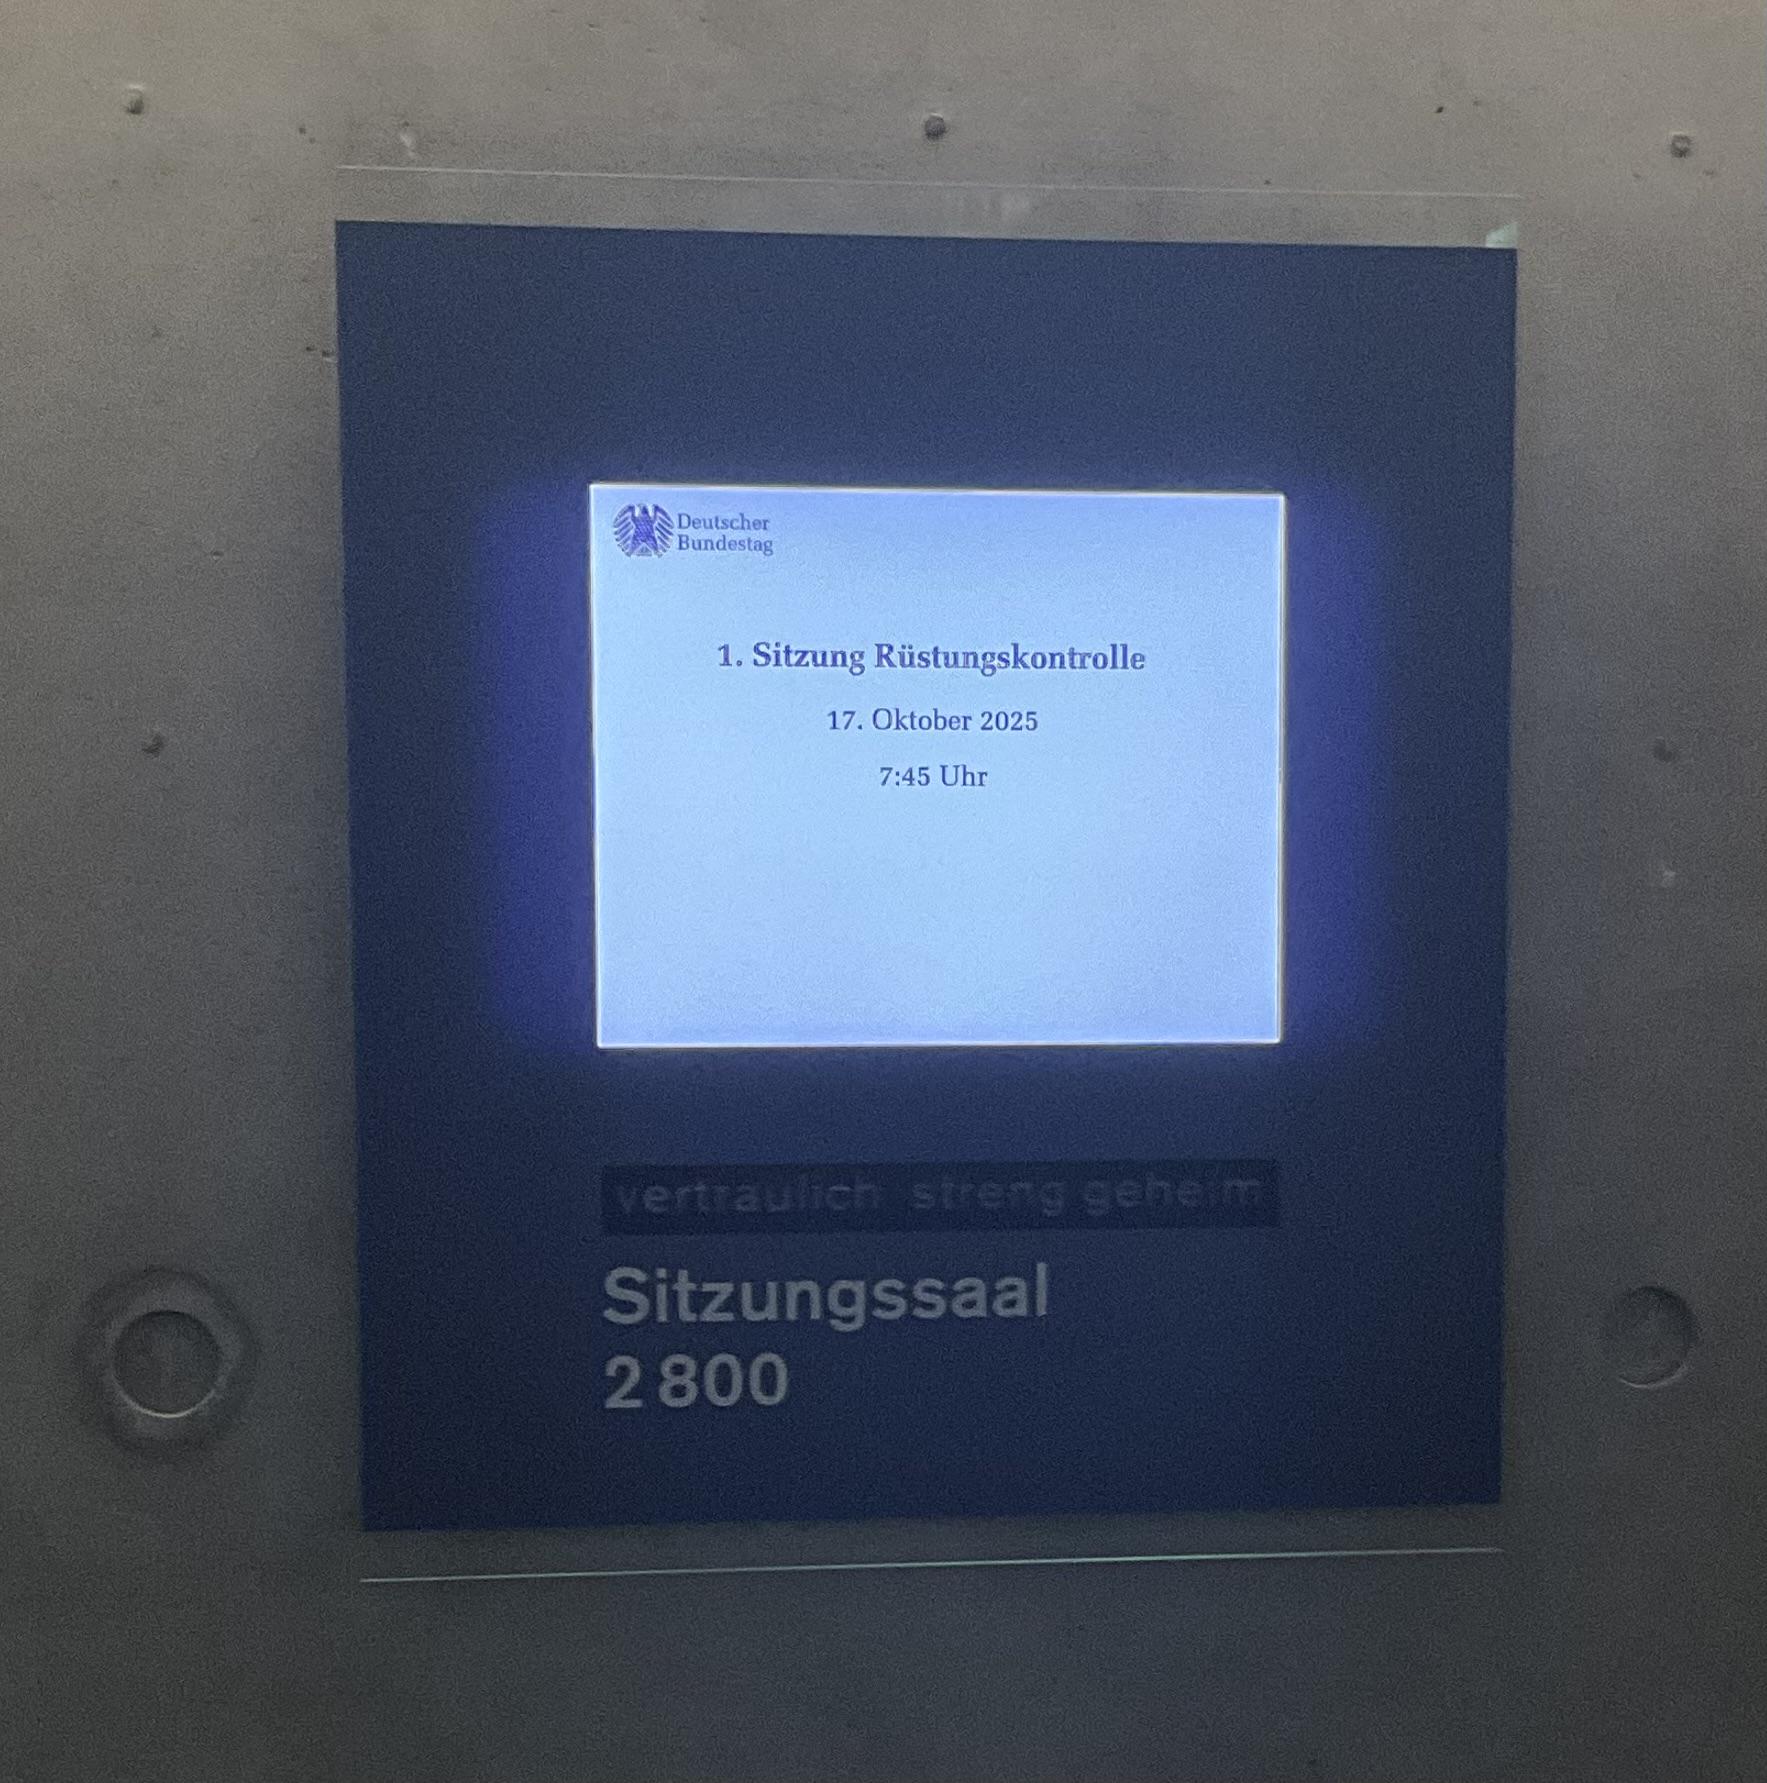 Deutscher
Bundestag
1. Sitzung Rüstungskontrolle
17. Oktober 2025
7:45 Uhr
vertraulich streng geheim
Sitzungssaal
2 800